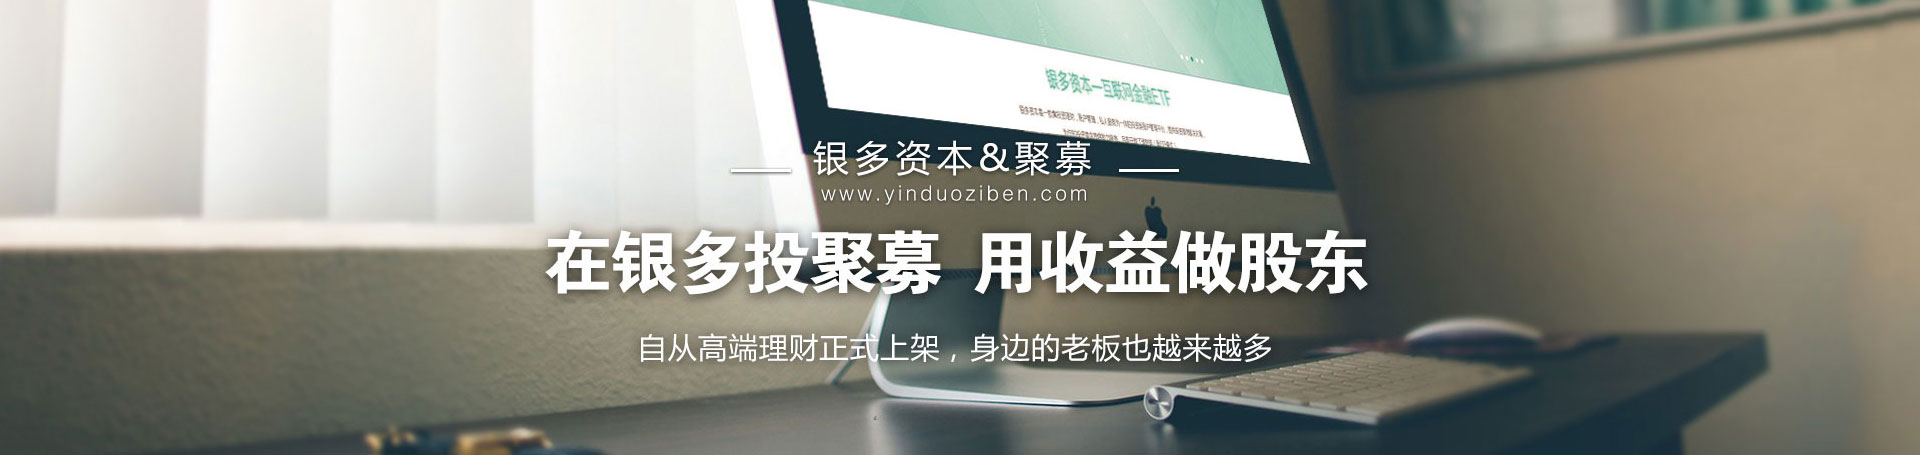 银多资本一互联网金融ETF
银多资本&聚募
www.yinduoziben.com
在银多投聚募 用收益做股东
自从高端理财正式上架，身边的老板也越来越多